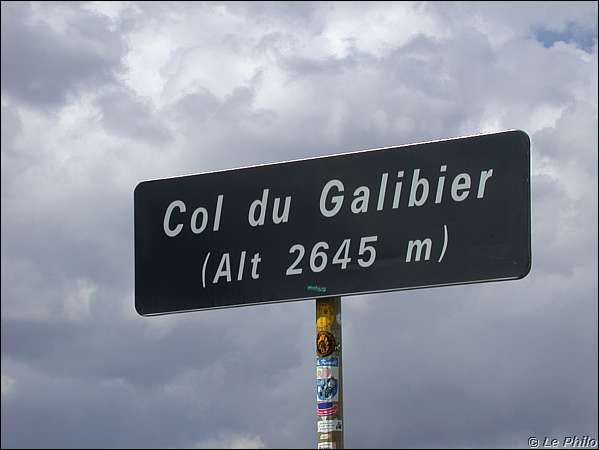 Col du Galibier
(Alt 2645 m)
© Le Philo